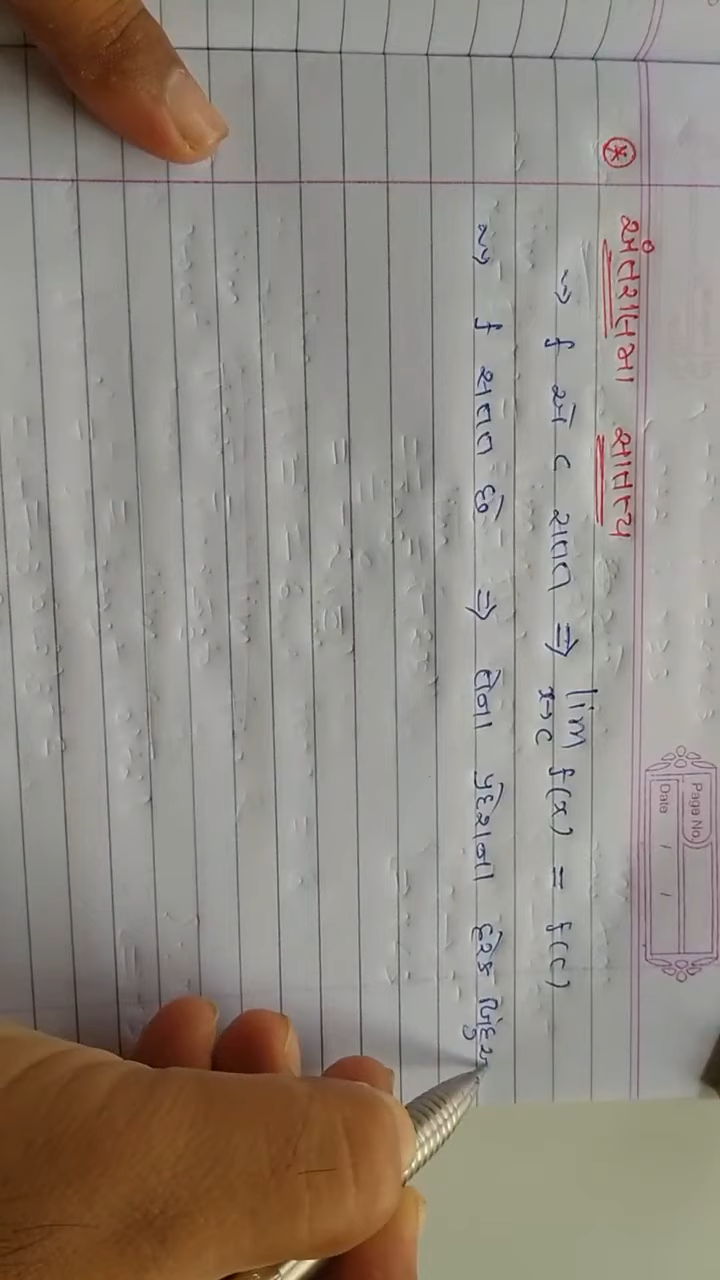 Page No.
Date / /
* અંતરાલમા સાતત્ય
→ f એ c સતત ⇒ lim x→c f(x) = f(c)
→ f સતત છે ⇒ તેના પ્રદેશના દરેક